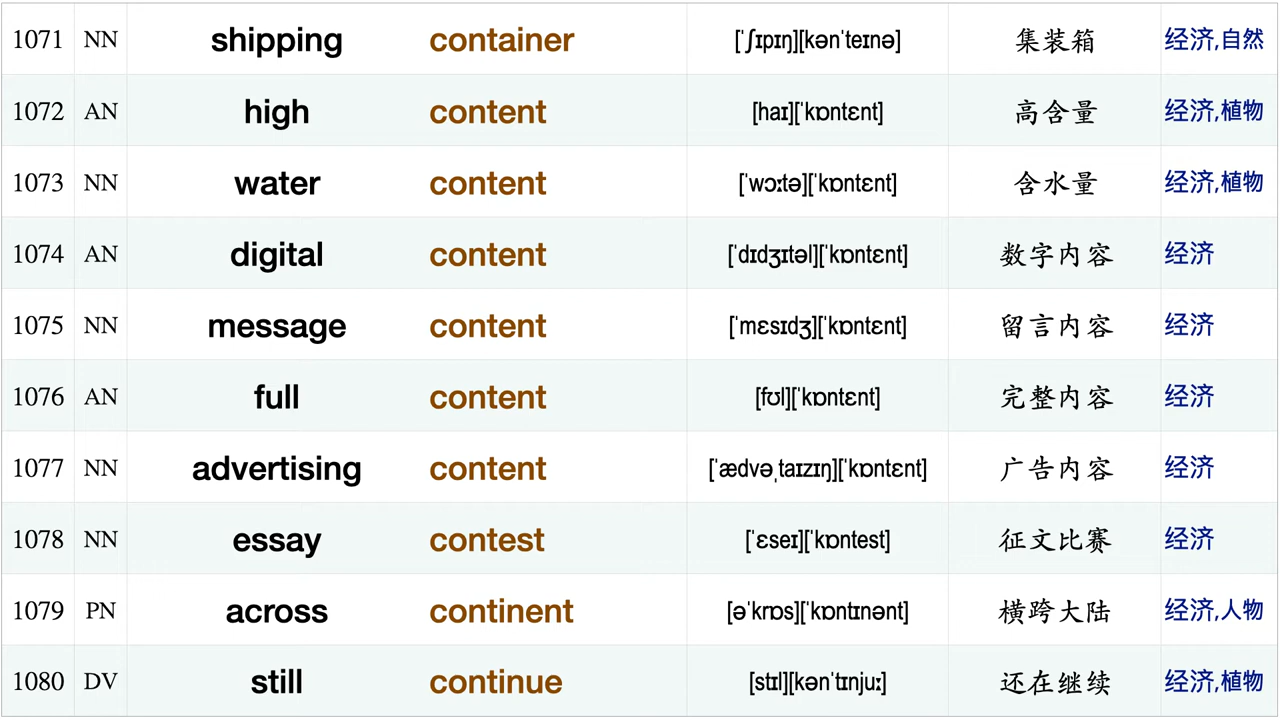 1071 NN shipping container [ˈʃɪpɪŋ][kənˈteɪnə] 集装箱 经济,自然
1072 AN high content [haɪ][ˈkɒntɛnt] 高含量 经济,植物
1073 NN water content [ˈwɔːtə][ˈkɒntɛnt] 含水量 经济,植物
1074 AN digital content [ˈdɪdʒɪtəl][ˈkɒntɛnt] 数字内容 经济
1075 NN message content [ˈmɛsɪdʒ][ˈkɒntɛnt] 留言内容 经济
1076 AN full content [fʊl][ˈkɒntɛnt] 完整内容 经济
1077 NN advertising content [ˈædvəˌtaɪzɪŋ][ˈkɒntɛnt] 广告内容 经济
1078 NN essay contest [ˈɛseɪ][ˈkɒntest] 征文比赛 经济
1079 PN across continent [əˈkrɒs][ˈkɒntɪnənt] 横跨大陆 经济,人物
1080 DV still continue [stɪl][kənˈtɪnjuː] 还在继续 经济,植物